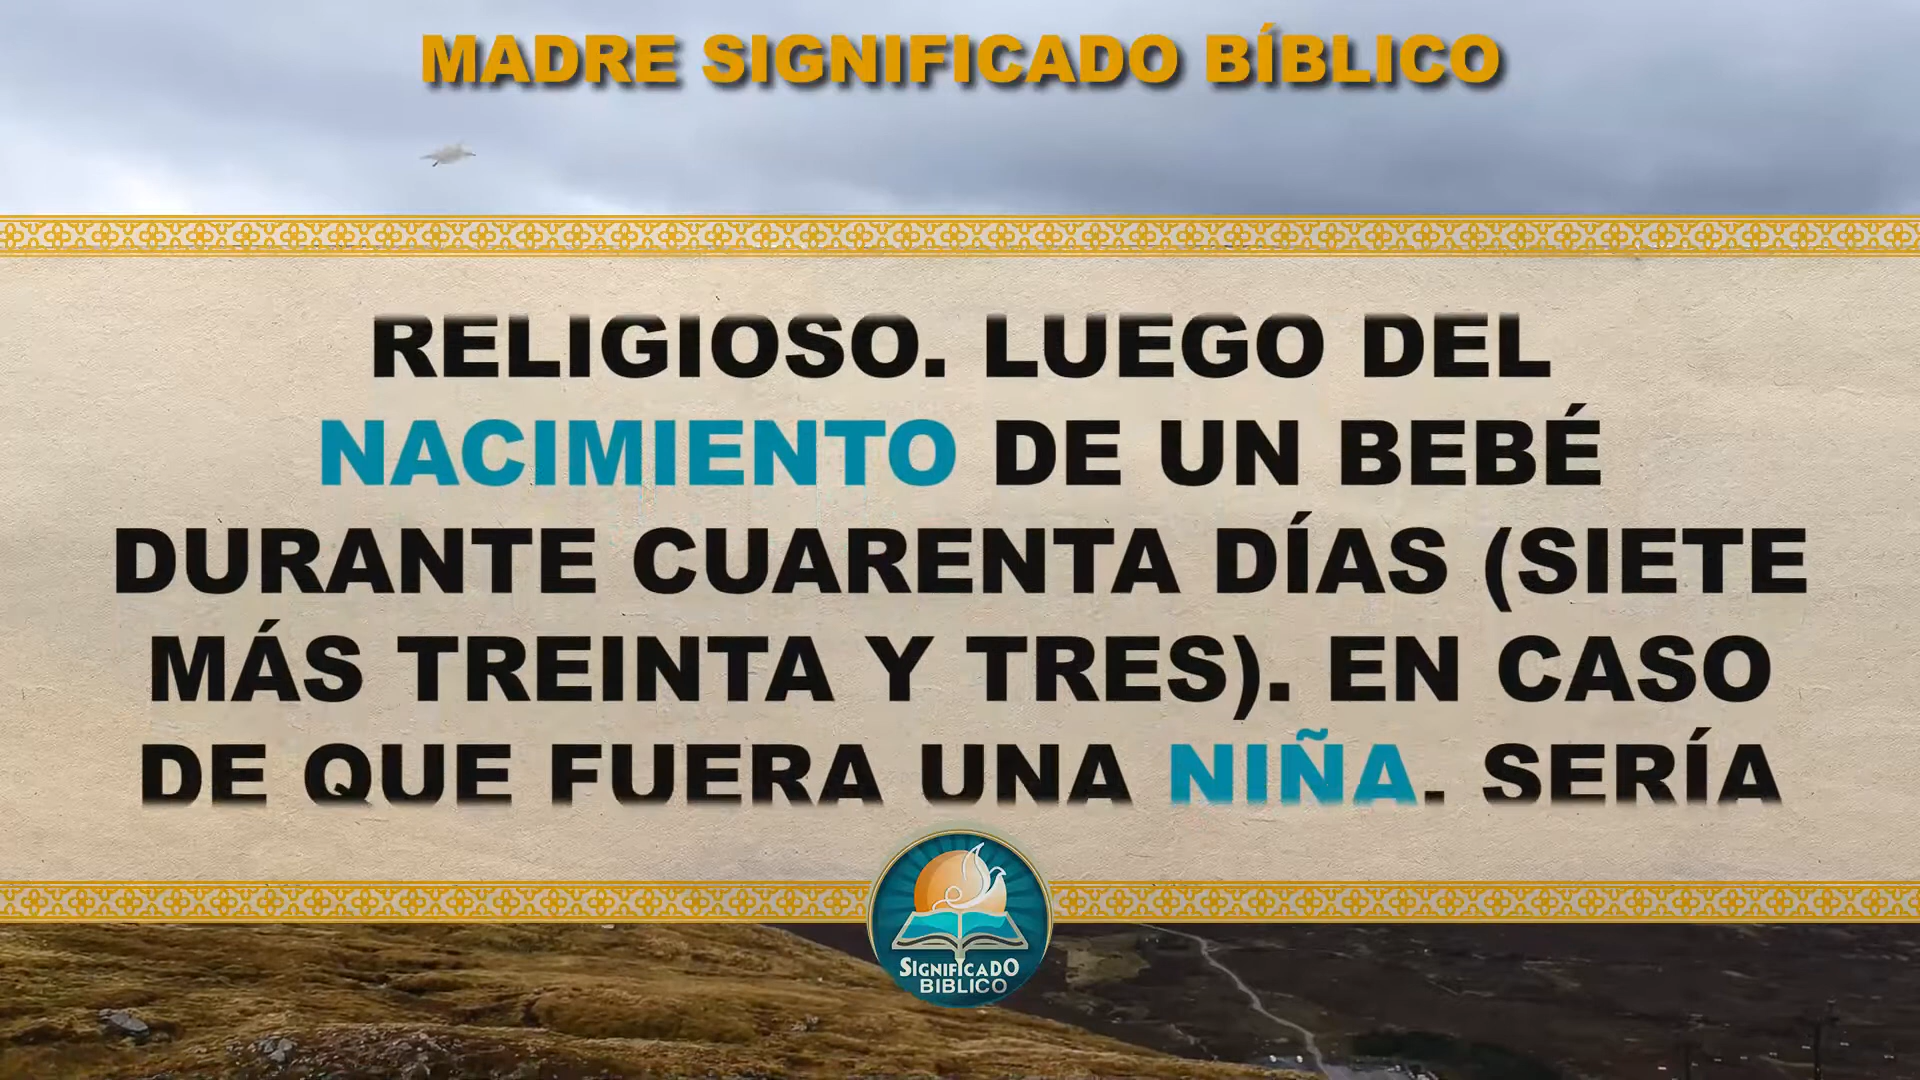 MADRE SIGNIFICADO BÍBLICO
RELIGIOSO. LUEGO DEL
NACIMIENTO DE UN BEBÉ
DURANTE CUARENTA DÍAS (SIETE
MÁS TREINTA Y TRES). EN CASO
DE QUE FUERA UNA NIÑA, SERÍA
SIGNIFICADO
BIBLICO